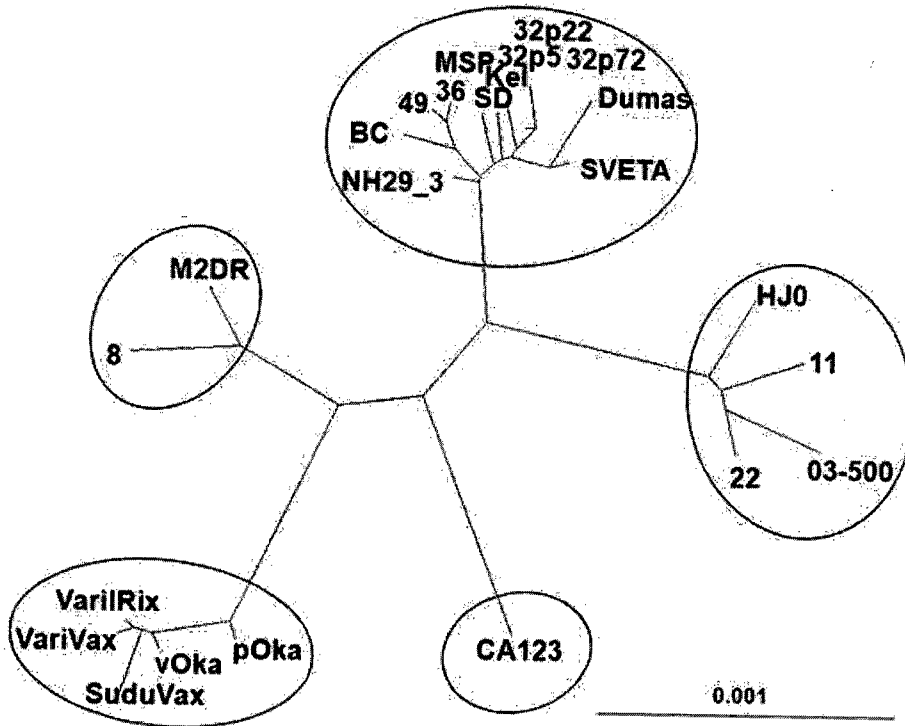 32p22
MSP 32p5 32p72
Kel
49 36 SD Dumas
BC
NH29_3 SVETA
M2DR
HJ0
8
11
22 03-500
VarilRix
VariVax vOka pOka
CA123
SuduVax
0.001